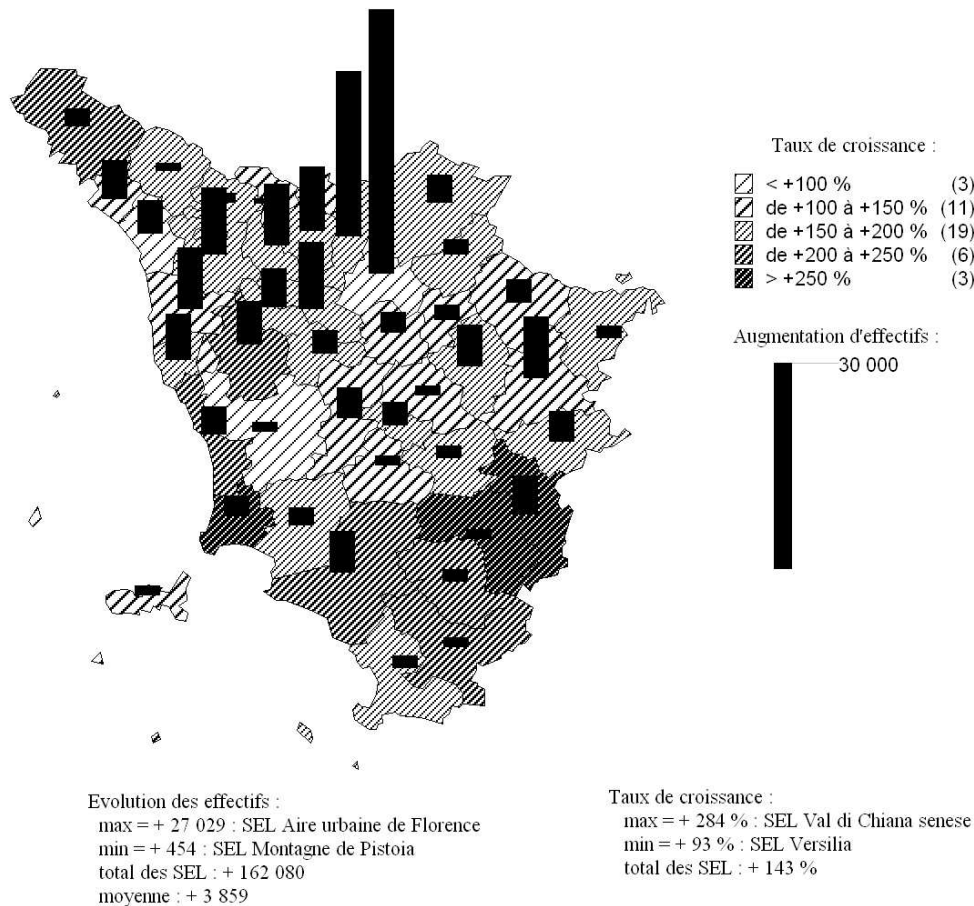 Taux de croissance :
< +100 % (3)
de +100 à +150 % (11)
de +150 à +200 % (19)
de +200 à +250 % (6)
> +250 % (3)
Augmentation d'effectifs :
30 000
Evolution des effectifs :
max = + 27 029 : SEL Aire urbaine de Florence
min = + 454 : SEL Montagne de Pistoia
total des SEL : + 162 080
moyenne : + 3 859
Taux de croissance :
max = + 284 % : SEL Val di Chiana senese
min = + 93 % : SEL Versilia
total des SEL : + 143 %